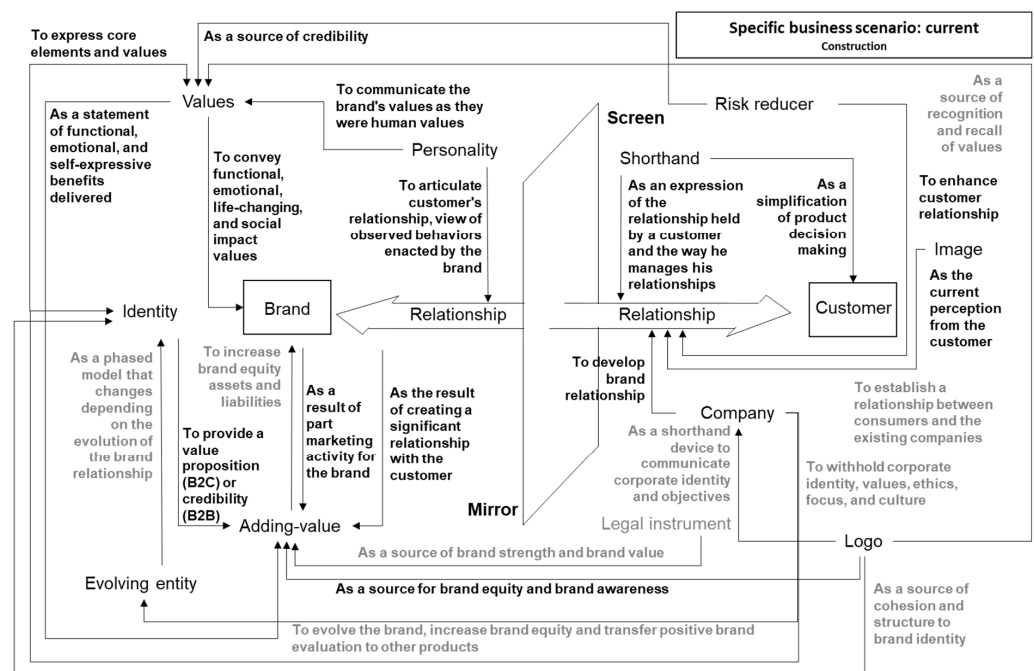 Specific business scenario: current
Construction
To express core
elements and values
As a source of credibility
Values
To communicate the
brand's values as they
were human values
Risk reducer
As a
source of
recognition
and recall
of values
Screen
As a statement
of functional,
emotional, and
self-expressive
benefits
delivered
To convey
functional,
emotional,
life-changing,
and social
impact
values
Personality
Shorthand
To articulate
customer's
relationship, view of
observed behaviors
enacted by the
brand
As an expression
of the
relationship held
by a customer
and the way he
manages his
relationships
As a
simplification
of product
decision
making
To enhance
customer
relationship
Image
As the
current
perception
from the
customer
Identity
Brand
Relationship
Relationship
Customer
As a phased
model that
changes
depending
on the
evolution of
the brand
relationship
To increase
brand equity
assets and
liabilities
As a
result of
part
marketing
activity for
the brand
As the result
of creating a
significant
relationship
with the
customer
To develop
brand
relationship
To establish a
relationship between
consumers and the
existing companies
Company
To provide a
value
proposition
(B2C) or
credibility
(B2B)
As a shorthand
device to
communicate
corporate identity
and objectives
To withhold corporate
identity, values, ethics,
focus, and culture
Mirror
Adding-value
Legal instrument
Logo
As a source of brand strength and brand value
Evolving entity
As a source for brand equity and brand awareness
As a source of
cohesion and
structure to
brand identity
To evolve the brand, increase brand equity and transfer positive brand
evaluation to other products